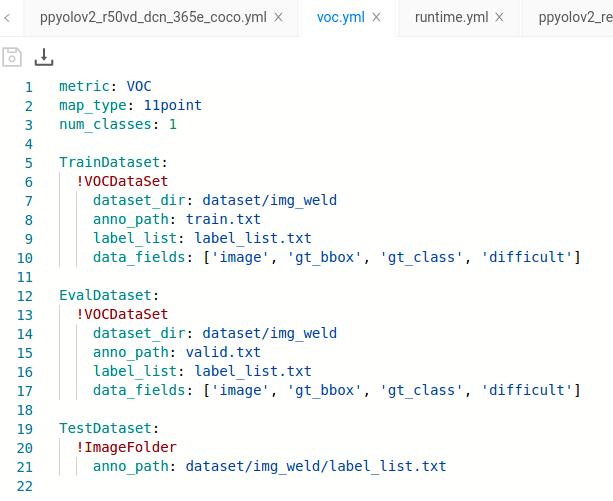 ppyolov2_r50vd_dcn_365e_coco.yml × voc.yml × runtime.yml × ppyolov2_re
1 metric: VOC
2 map_type: 11point
3 num_classes: 1
4
5 TrainDataset:
6   !VOCDataSet
7     dataset_dir: dataset/img_weld
8     anno_path: train.txt
9     label_list: label_list.txt
10     data_fields: ['image', 'gt_bbox', 'gt_class', 'difficult']
11
12 EvalDataset:
13   !VOCDataSet
14     dataset_dir: dataset/img_weld
15     anno_path: valid.txt
16     label_list: label_list.txt
17     data_fields: ['image', 'gt_bbox', 'gt_class', 'difficult']
18
19 TestDataset:
20   !ImageFolder
21     anno_path: dataset/img_weld/label_list.txt
22